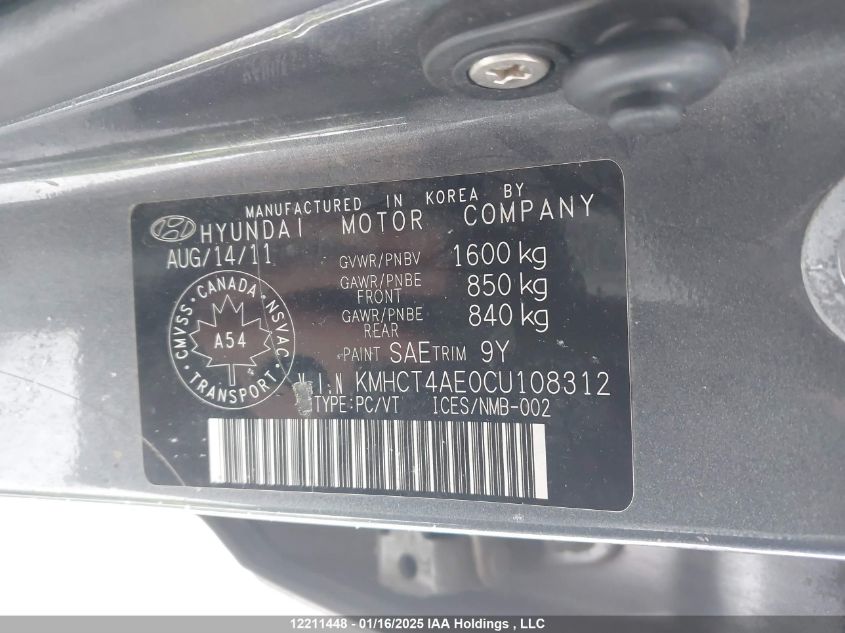 MANUFACTURED IN KOREA BY
HYUNDAI MOTOR COMPANY
AUG/14/11
GVWR/PNBV 1600 kg
GAWR/PNBE FRONT 850 kg
GAWR/PNBE REAR 840 kg
CANADA · NSVAC · TRANSPORT · CMVSS ·
A54
PAINT SAE TRIM 9Y
V.I.N KMHCT4AE0CU108312
TYPE:PC/VT ICES/NMB-002
12211448 - 01/16/2025 IAA Holdings , LLC